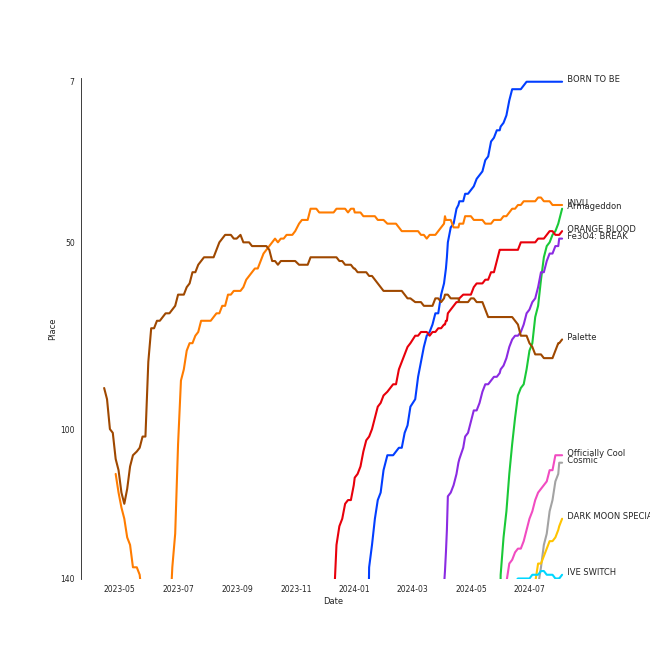 7
BORN TO BE
INVU
Armageddon
ORANGE BLOOD
Fe3O4: BREAK
50
Place
Palette
100
Officially Cool
Cosmic
DARK MOON SPECIA
IVE SWITCH
140
2023-05 2023-07 2023-09 2023-11 2024-01 2024-03 2024-05 2024-07
Date